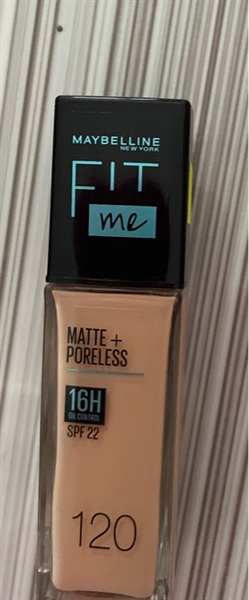 MAYBELLINE
NEW YORK
FIT
me
MATTE +
PORELESS
16H
OIL CONTROL
SPF 22
120